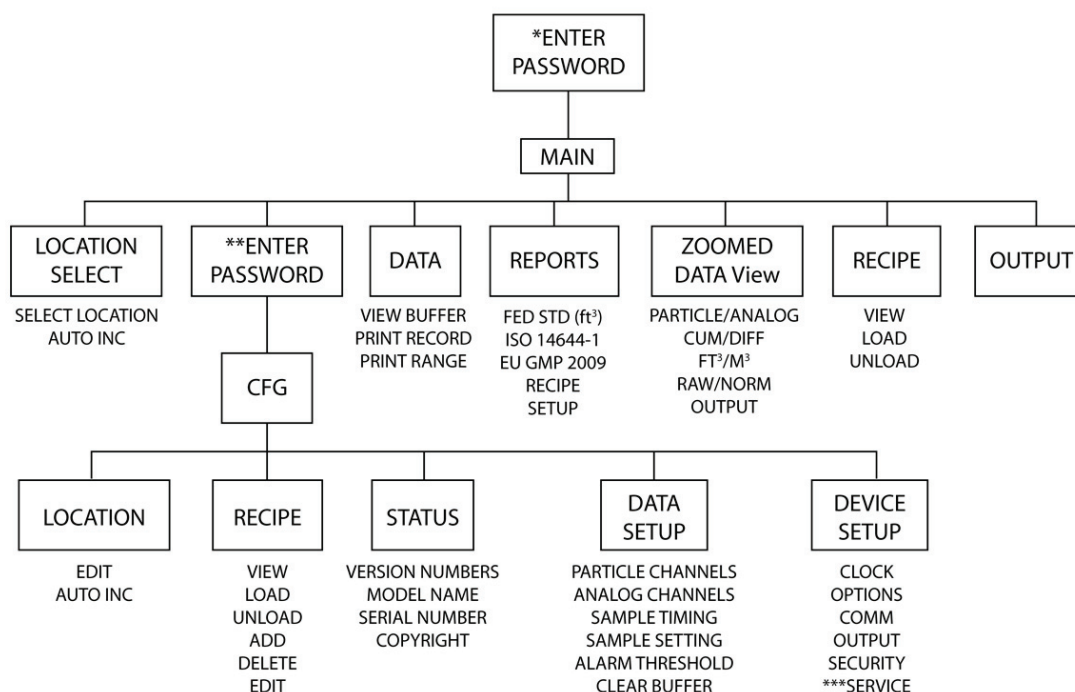 *ENTER
PASSWORD
MAIN
LOCATION
SELECT
SELECT LOCATION
AUTO INC
**ENTER
PASSWORD
DATA
VIEW BUFFER
PRINT RECORD
PRINT RANGE
REPORTS
FED STD (ft³)
ISO 14644-1
EU GMP 2009
RECIPE
SETUP
ZOOMED
DATA View
PARTICLE/ANALOG
CUM/DIFF
FT³/M³
RAW/NORM
OUTPUT
RECIPE
VIEW
LOAD
UNLOAD
OUTPUT
CFG
LOCATION
EDIT
AUTO INC
RECIPE
VIEW
LOAD
UNLOAD
ADD
DELETE
EDIT
STATUS
VERSION NUMBERS
MODEL NAME
SERIAL NUMBER
COPYRIGHT
DATA
SETUP
PARTICLE CHANNELS
ANALOG CHANNELS
SAMPLE TIMING
SAMPLE SETTING
ALARM THRESHOLD
CLEAR BUFFER
DEVICE
SETUP
CLOCK
OPTIONS
COMM
OUTPUT
SECURITY
***SERVICE